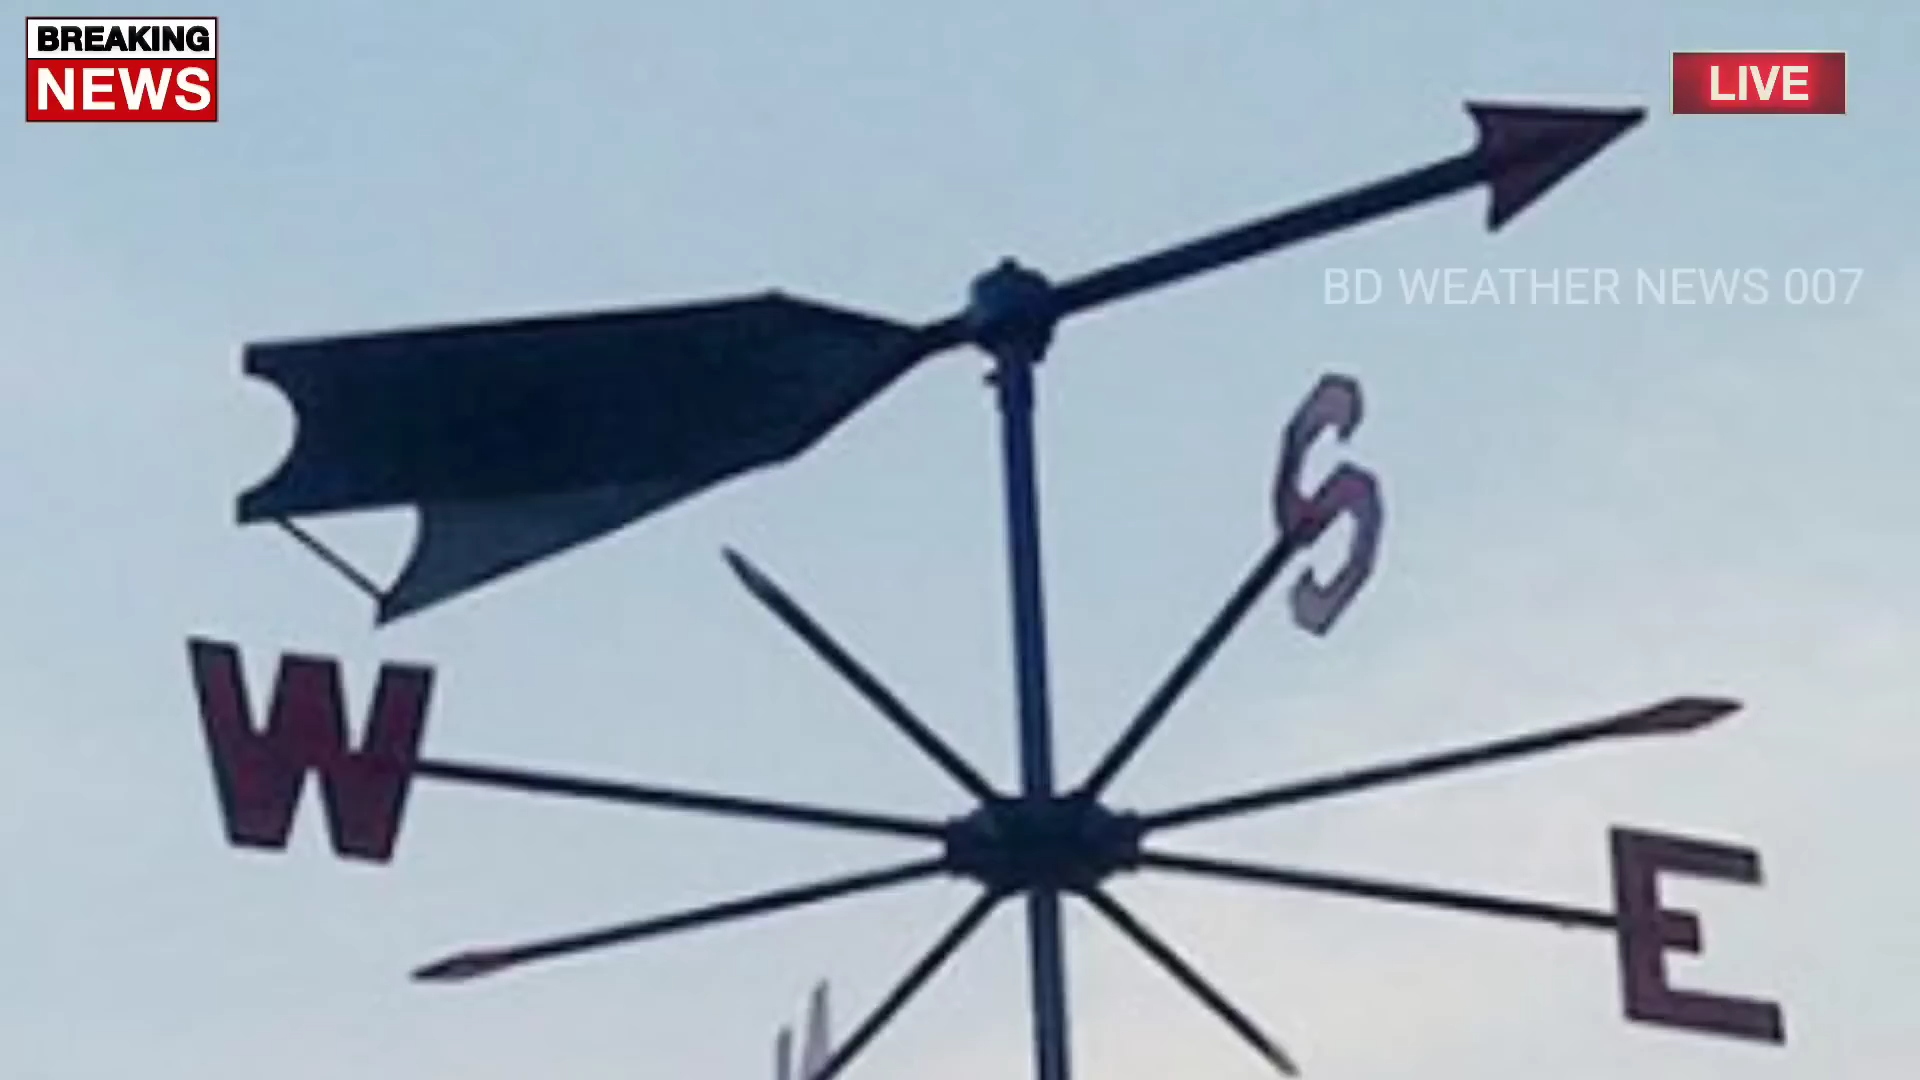 BREAKING
NEWS
LIVE
BD WEATHER NEWS 007
S
W
E